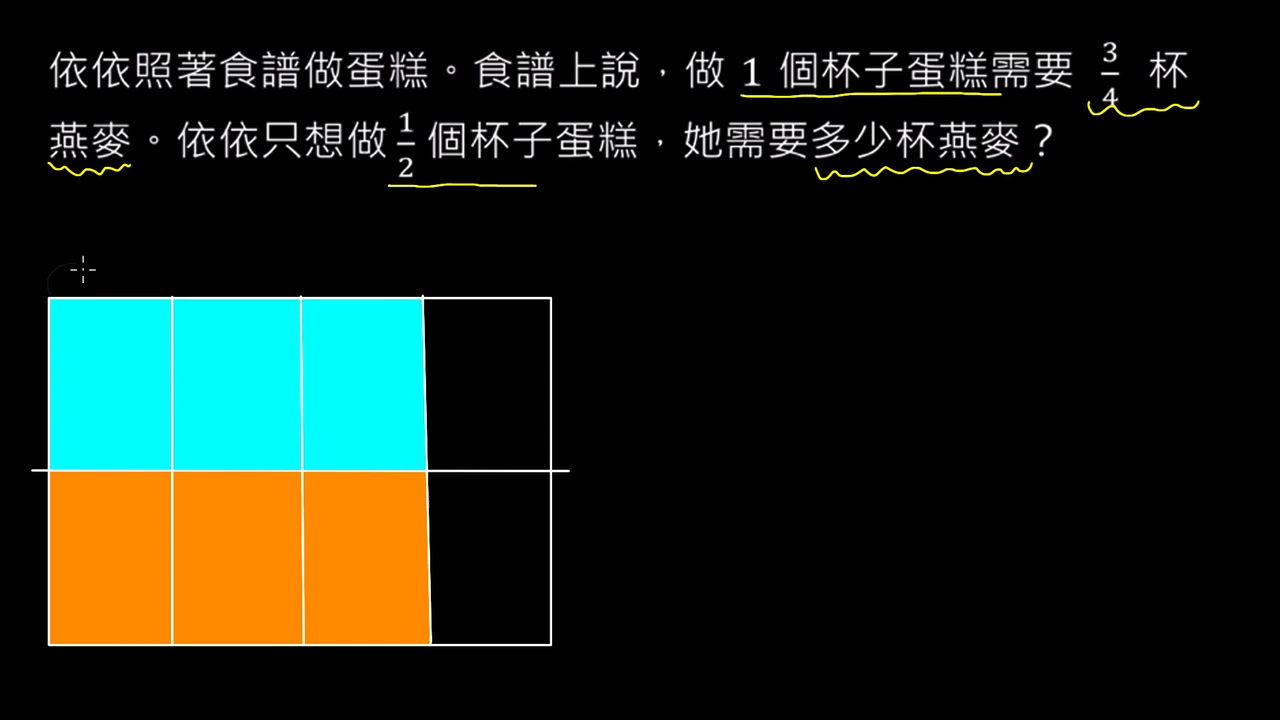 依依照著食譜做蛋糕。食譜上說，做 1 個杯子蛋糕需要 3/4 杯
燕麥。依依只想做 1/2 個杯子蛋糕，她需要多少杯燕麥？